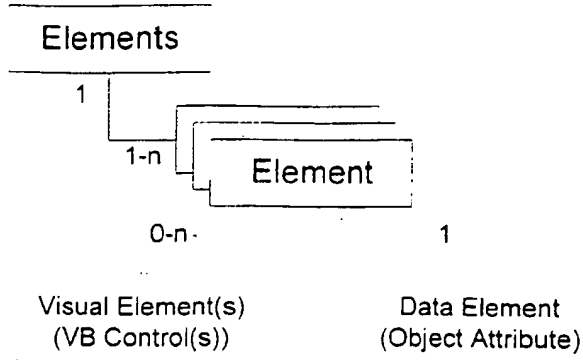 Elements
1
1-n
Element
0-n
1
Visual Element(s)
(VB Control(s))
Data Element
(Object Attribute)